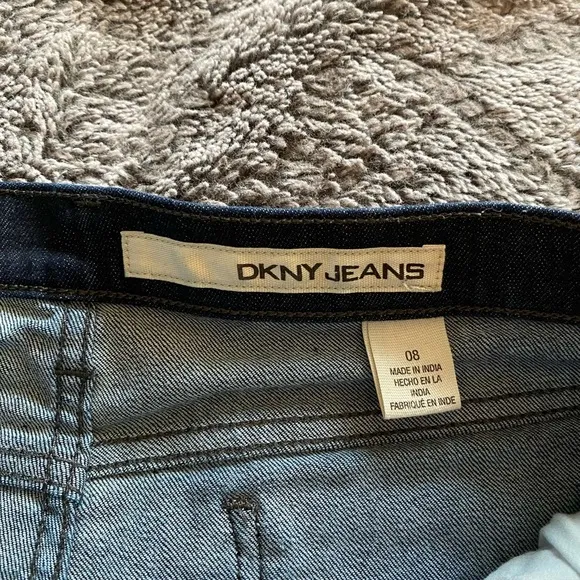 DKNY JEANS
08
MADE IN INDIA
HECHO EN LA
INDIA
FABRIQUÉ EN INDE